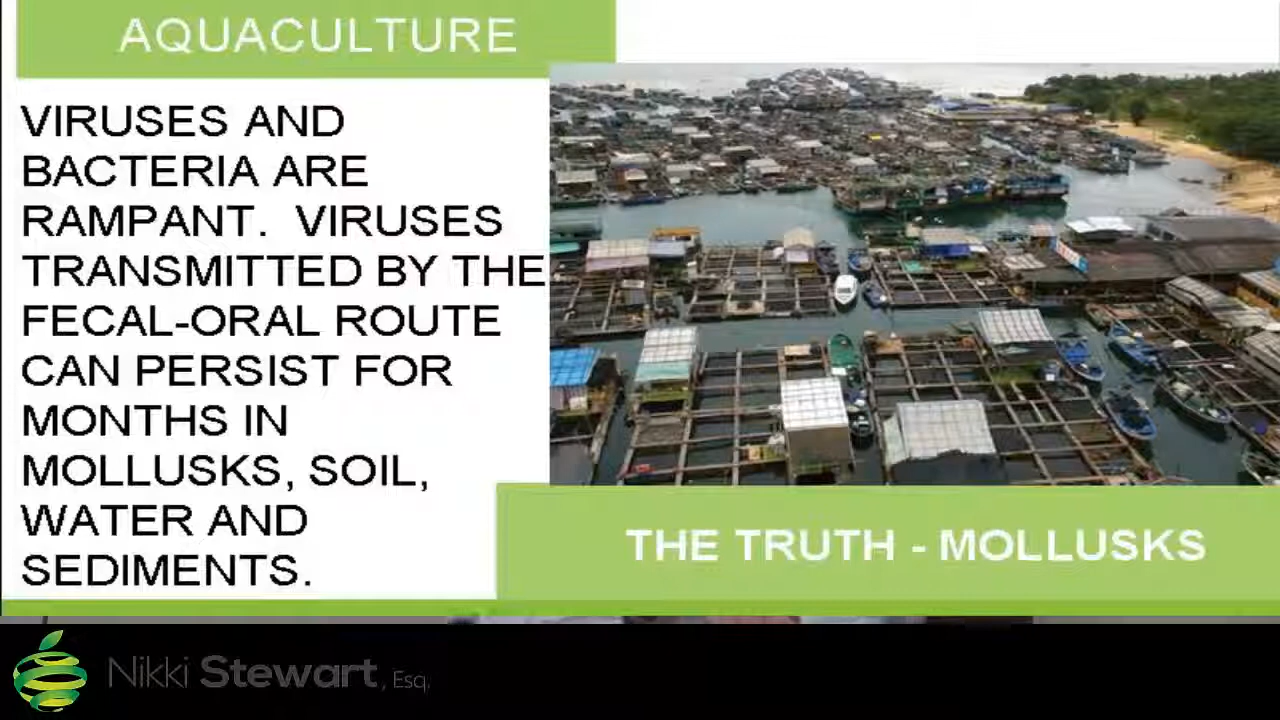 AQUACULTURE
VIRUSES AND
BACTERIA ARE
RAMPANT.  VIRUSES
TRANSMITTED BY THE
FECAL-ORAL ROUTE
CAN PERSIST FOR
MONTHS IN
MOLLUSKS, SOIL,
WATER AND
SEDIMENTS.
THE TRUTH - MOLLUSKS
Nikki Stewart, Esq.